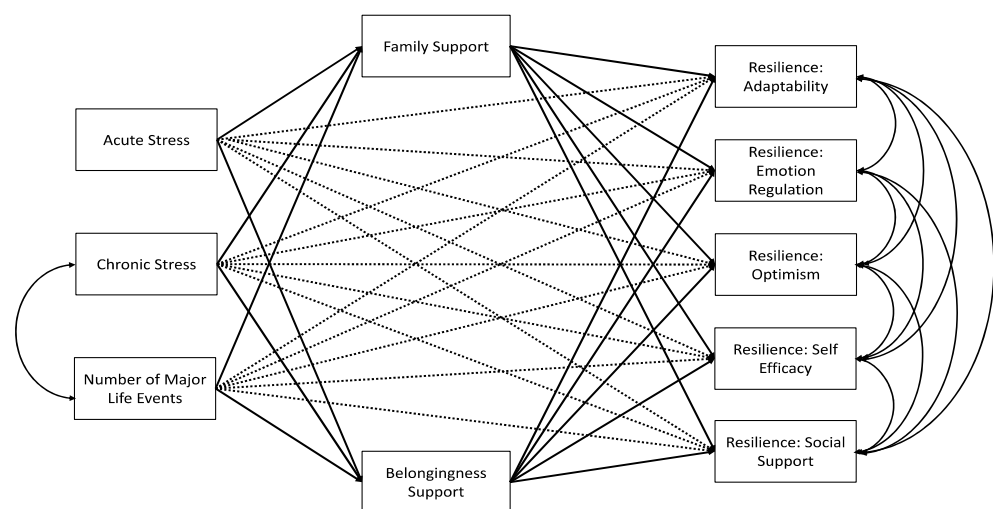 Family Support
Acute Stress
Chronic Stress
Number of Major
Life Events
Belongingness
Support
Resilience:
Adaptability
Resilience:
Emotion
Regulation
Resilience:
Optimism
Resilience: Self
Efficacy
Resilience: Social
Support